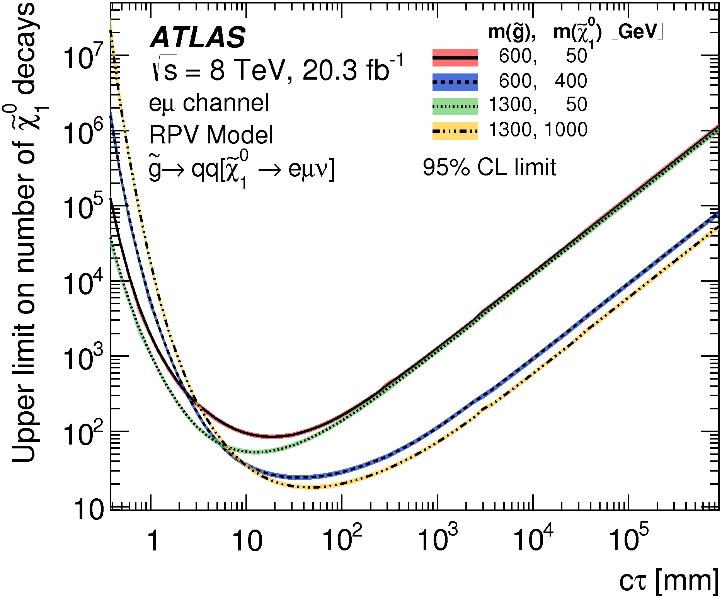 ATLAS
√s = 8 TeV, 20.3 fb⁻¹
eμ channel
RPV Model
g̃→ qq[χ̃₁⁰ → eμν]
m(g̃), m(χ̃₁⁰) [GeV]
600, 50
600, 400
1300, 50
1300, 1000
95% CL limit
Upper limit on number of χ̃₁⁰ decays
10⁷
10⁶
10⁵
10⁴
10³
10²
10
1 10 10² 10³ 10⁴ 10⁵
cτ [mm]